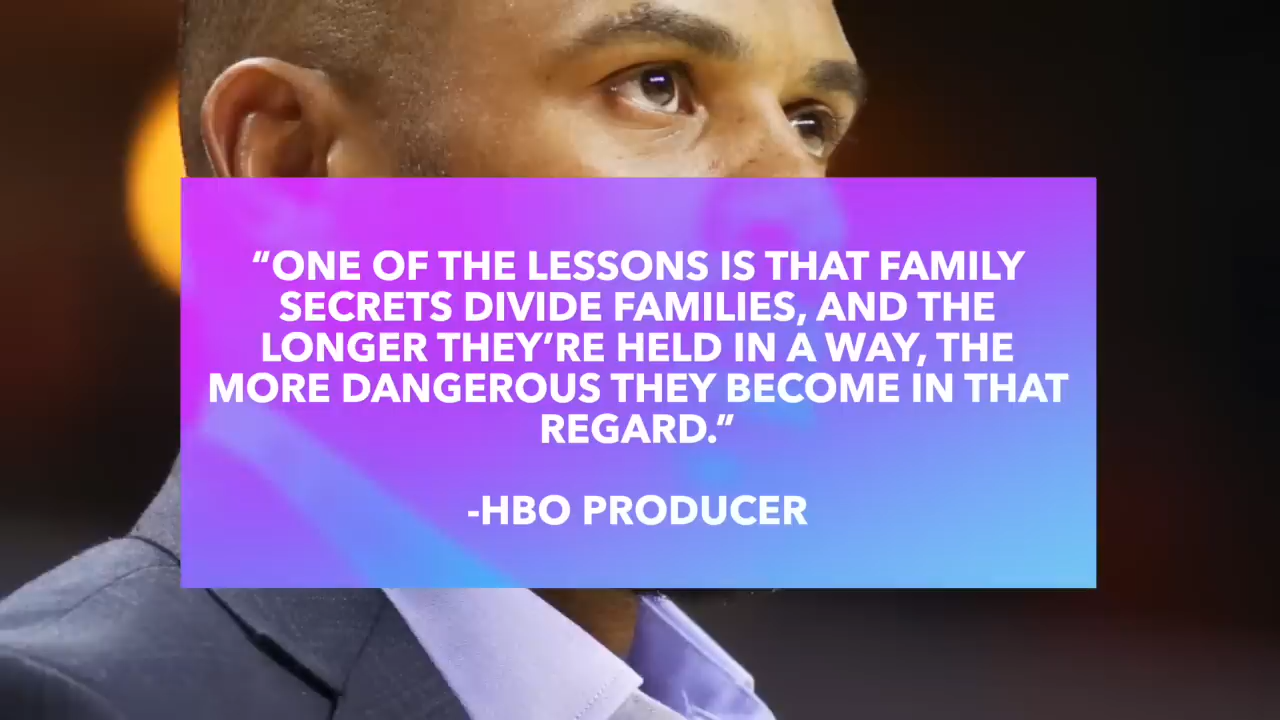 “ONE OF THE LESSONS IS THAT FAMILY
SECRETS DIVIDE FAMILIES, AND THE
LONGER THEY’RE HELD IN A WAY, THE
MORE DANGEROUS THEY BECOME IN THAT
REGARD.”
-HBO PRODUCER